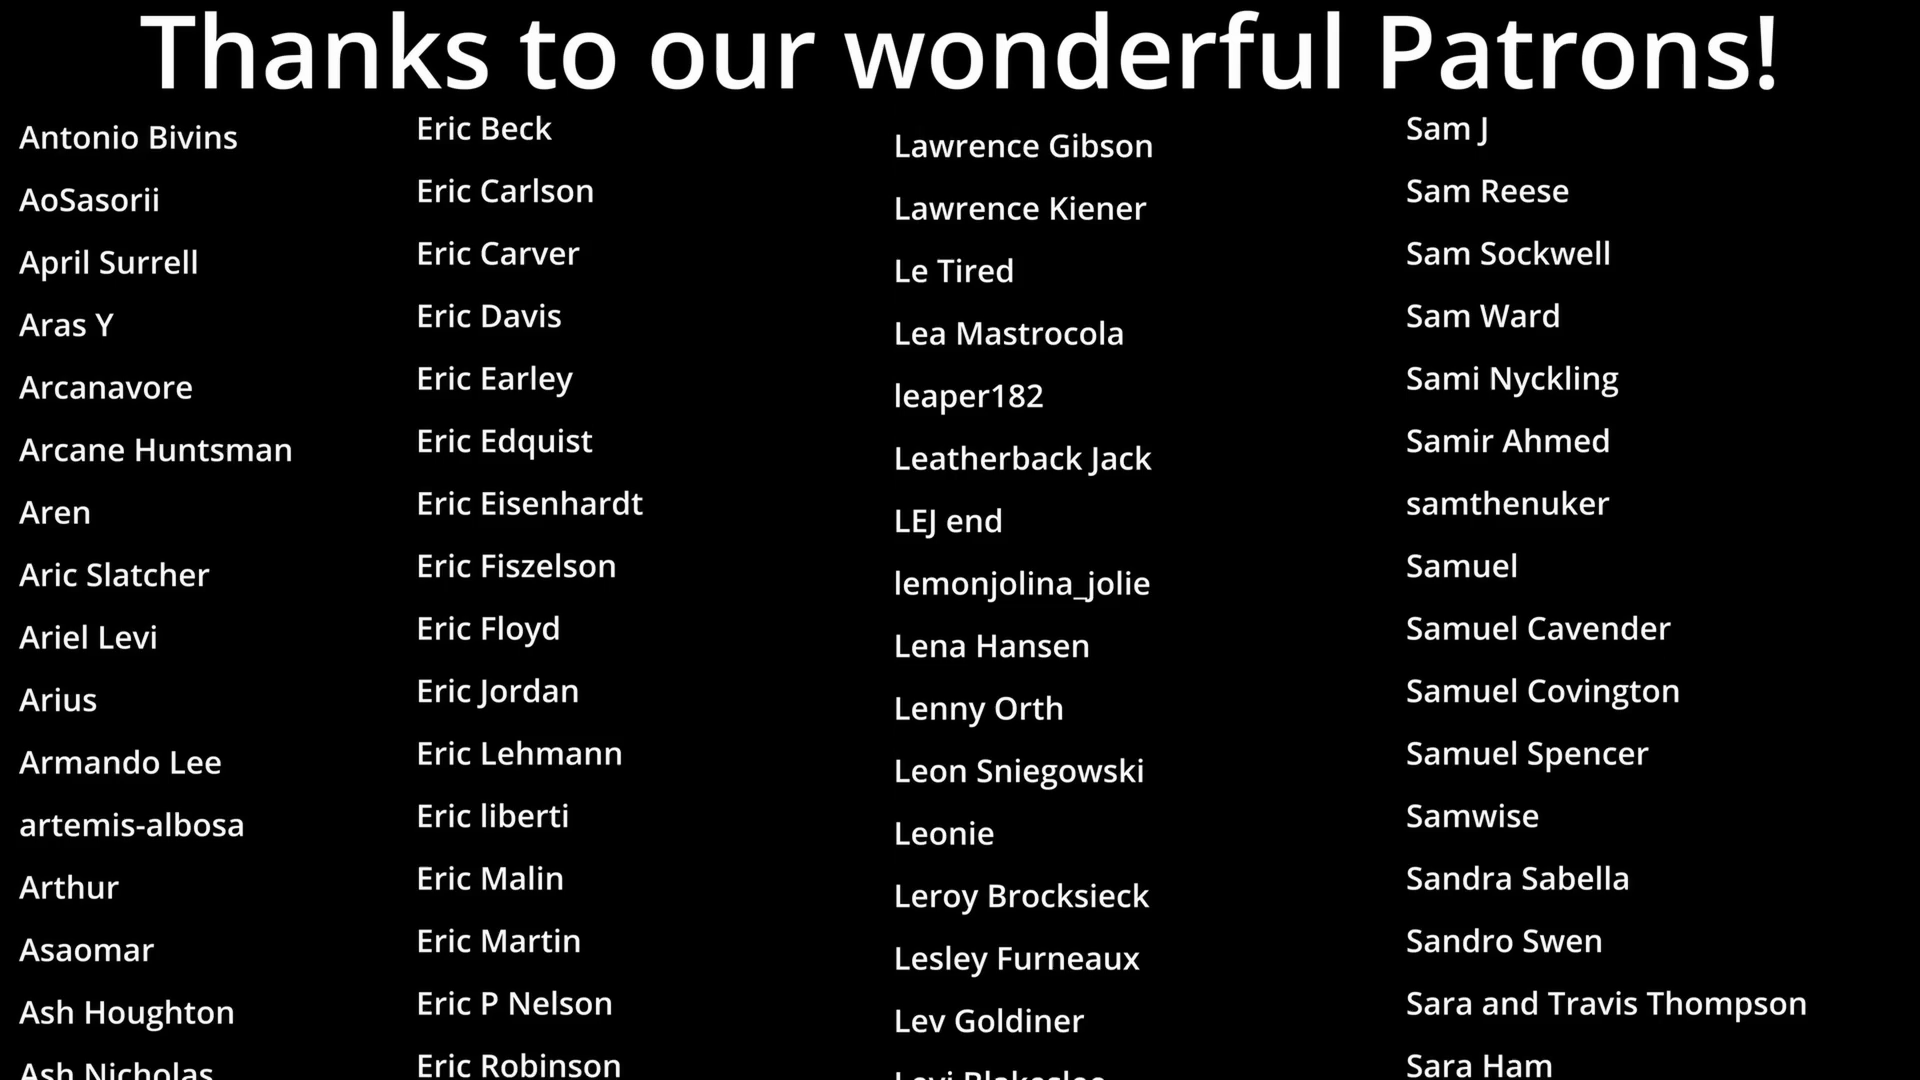 Thanks to our wonderful Patrons!
Antonio Bivins
AoSasorii
April Surrell
Aras Y
Arcanavore
Arcane Huntsman
Aren
Aric Slatcher
Ariel Levi
Arius
Armando Lee
artemis-albosa
Arthur
Asaomar
Ash Houghton
Ash Nicholas
Eric Beck
Eric Carlson
Eric Carver
Eric Davis
Eric Earley
Eric Edquist
Eric Eisenhardt
Eric Fiszelson
Eric Floyd
Eric Jordan
Eric Lehmann
Eric liberti
Eric Malin
Eric Martin
Eric P Nelson
Eric Robinson
Lawrence Gibson
Lawrence Kiener
Le Tired
Lea Mastrocola
leaper182
Leatherback Jack
LEJ end
lemonjolina_jolie
Lena Hansen
Lenny Orth
Leon Sniegowski
Leonie
Leroy Brocksieck
Lesley Furneaux
Lev Goldiner
Levi Blakeslee
Sam J
Sam Reese
Sam Sockwell
Sam Ward
Sami Nyckling
Samir Ahmed
samthenuker
Samuel
Samuel Cavender
Samuel Covington
Samuel Spencer
Samwise
Sandra Sabella
Sandro Swen
Sara and Travis Thompson
Sara Ham